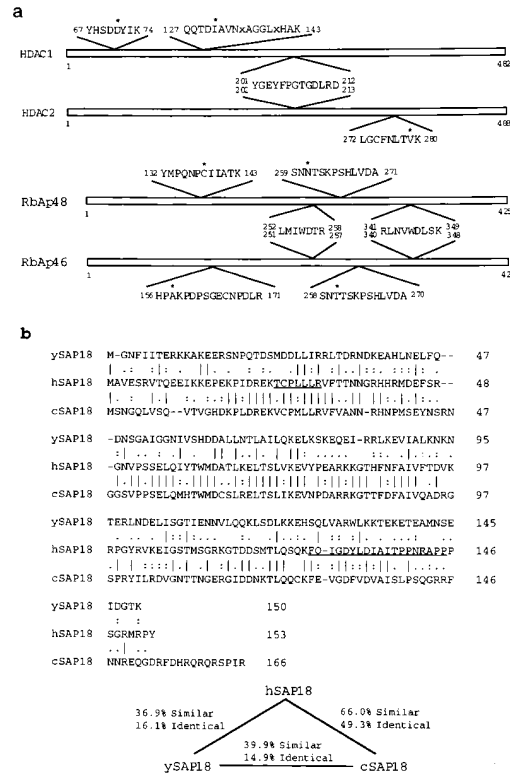 a
67 YHSDDYIK 74 127 QQTDIAVNxAGGLxHAK 143
HDAC1
1 482
201 YGEYFPGTGDLRD 212
202 213
HDAC2
1 488
272 LGCFNLTVK 280
132 YMPQNPCIIATK 143 259 SNNTSKPSHLVDA 271
RbAp48
1 425
252 LMIWDTR 258 341 RLNVWDLSK 349
251 257 340 348
RbAp46
1 42
156 HPAKPDPSGECNPDLR 171 258 SNTTSKPSHLVDA 270
b
ySAP18 M-GNFIITERKKAKEERSNPQTDSMDDLLIRRLTDRNDKEAHLNELFQ-- 47
hSAP18 MAVESRVTQEEIKKEPEKPIDREKTCPLLLRVFTTNNGRHHRMDEFSR-- 48
cSAP18 MSNGQLVSQ--VTVGHDKPLDREKVCPMLLRVFVANN-RHNPMSEYNSRN 47
ySAP18 -DNSGAIGGNIVSHDDALLNTLAILQKELKSKEQEI-RRLKEVIALKNKN 95
hSAP18 -GNVPSSELQIYTWMDATLKELTSLVKEVYPEARKKGTHFNFAIVFTDVK 97
cSAP18 GGSVPPSELQMHTWMDCSLRELTSLIKEVNPDARRKGTTFDFAIVQADRG 97
ySAP18 TERLNDELISGTIENNVLQQKLSDLKKEHSQLVARWLKKTEKETEAMNSE 145
hSAP18 RPGYRVKEIGSTMSGRKGTDDSMTLQSQKFQ-IGDYLDIAITPPNRAPPP 146
cSAP18 SPRYILRDVGNTTNGERGIDDNKTLQQCKFE-VGDFVDVAISLPSQGRRF 146
ySAP18 IDGTK 150
hSAP18 SGRMRPY 153
cSAP18 NNREQGDRFDHRQRQRSPIR 166
hSAP18
36.9% Similar 66.0% Similar
16.1% Identical 49.3% Identical
39.9% Similar
14.9% Identical
ySAP18 cSAP18